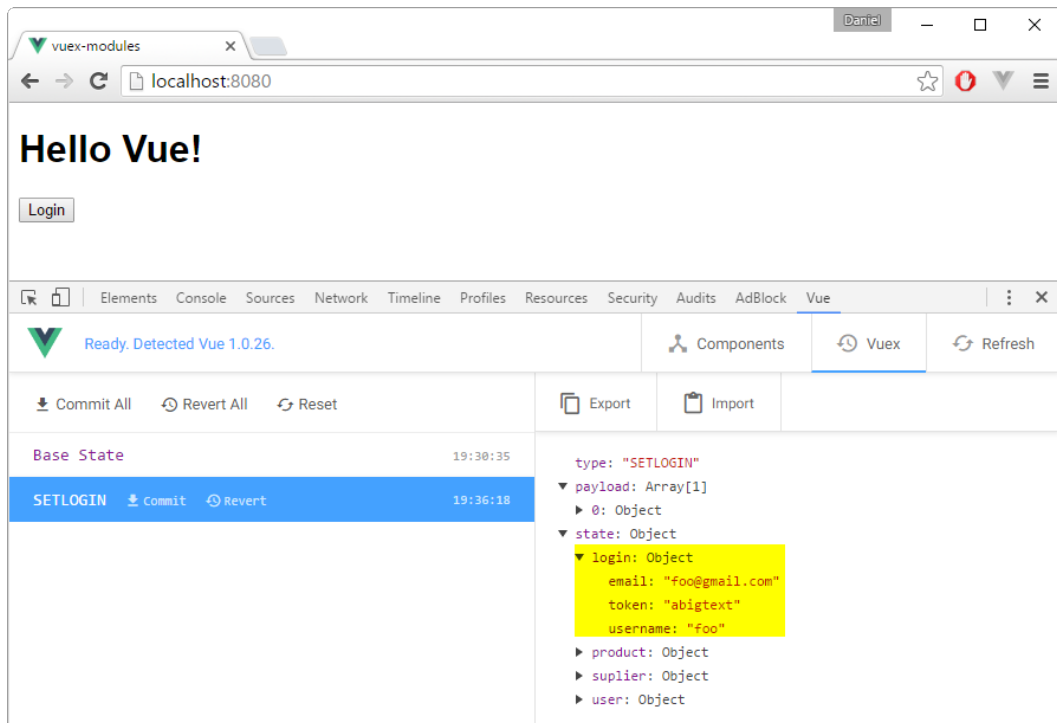 Daniel
vuex-modules
localhost:8080
Hello Vue!
Login
Elements Console Sources Network Timeline Profiles Resources Security Audits AdBlock Vue
Ready. Detected Vue 1.0.26. Components Vuex Refresh
Commit All Revert All Reset Export Import
Base State 19:30:35
SETLOGIN Commit Revert 19:36:18
type: "SETLOGIN"
payload: Array[1]
0: Object
state: Object
login: Object
email: "foo@gmail.com"
token: "abigtext"
username: "foo"
product: Object
suplier: Object
user: Object